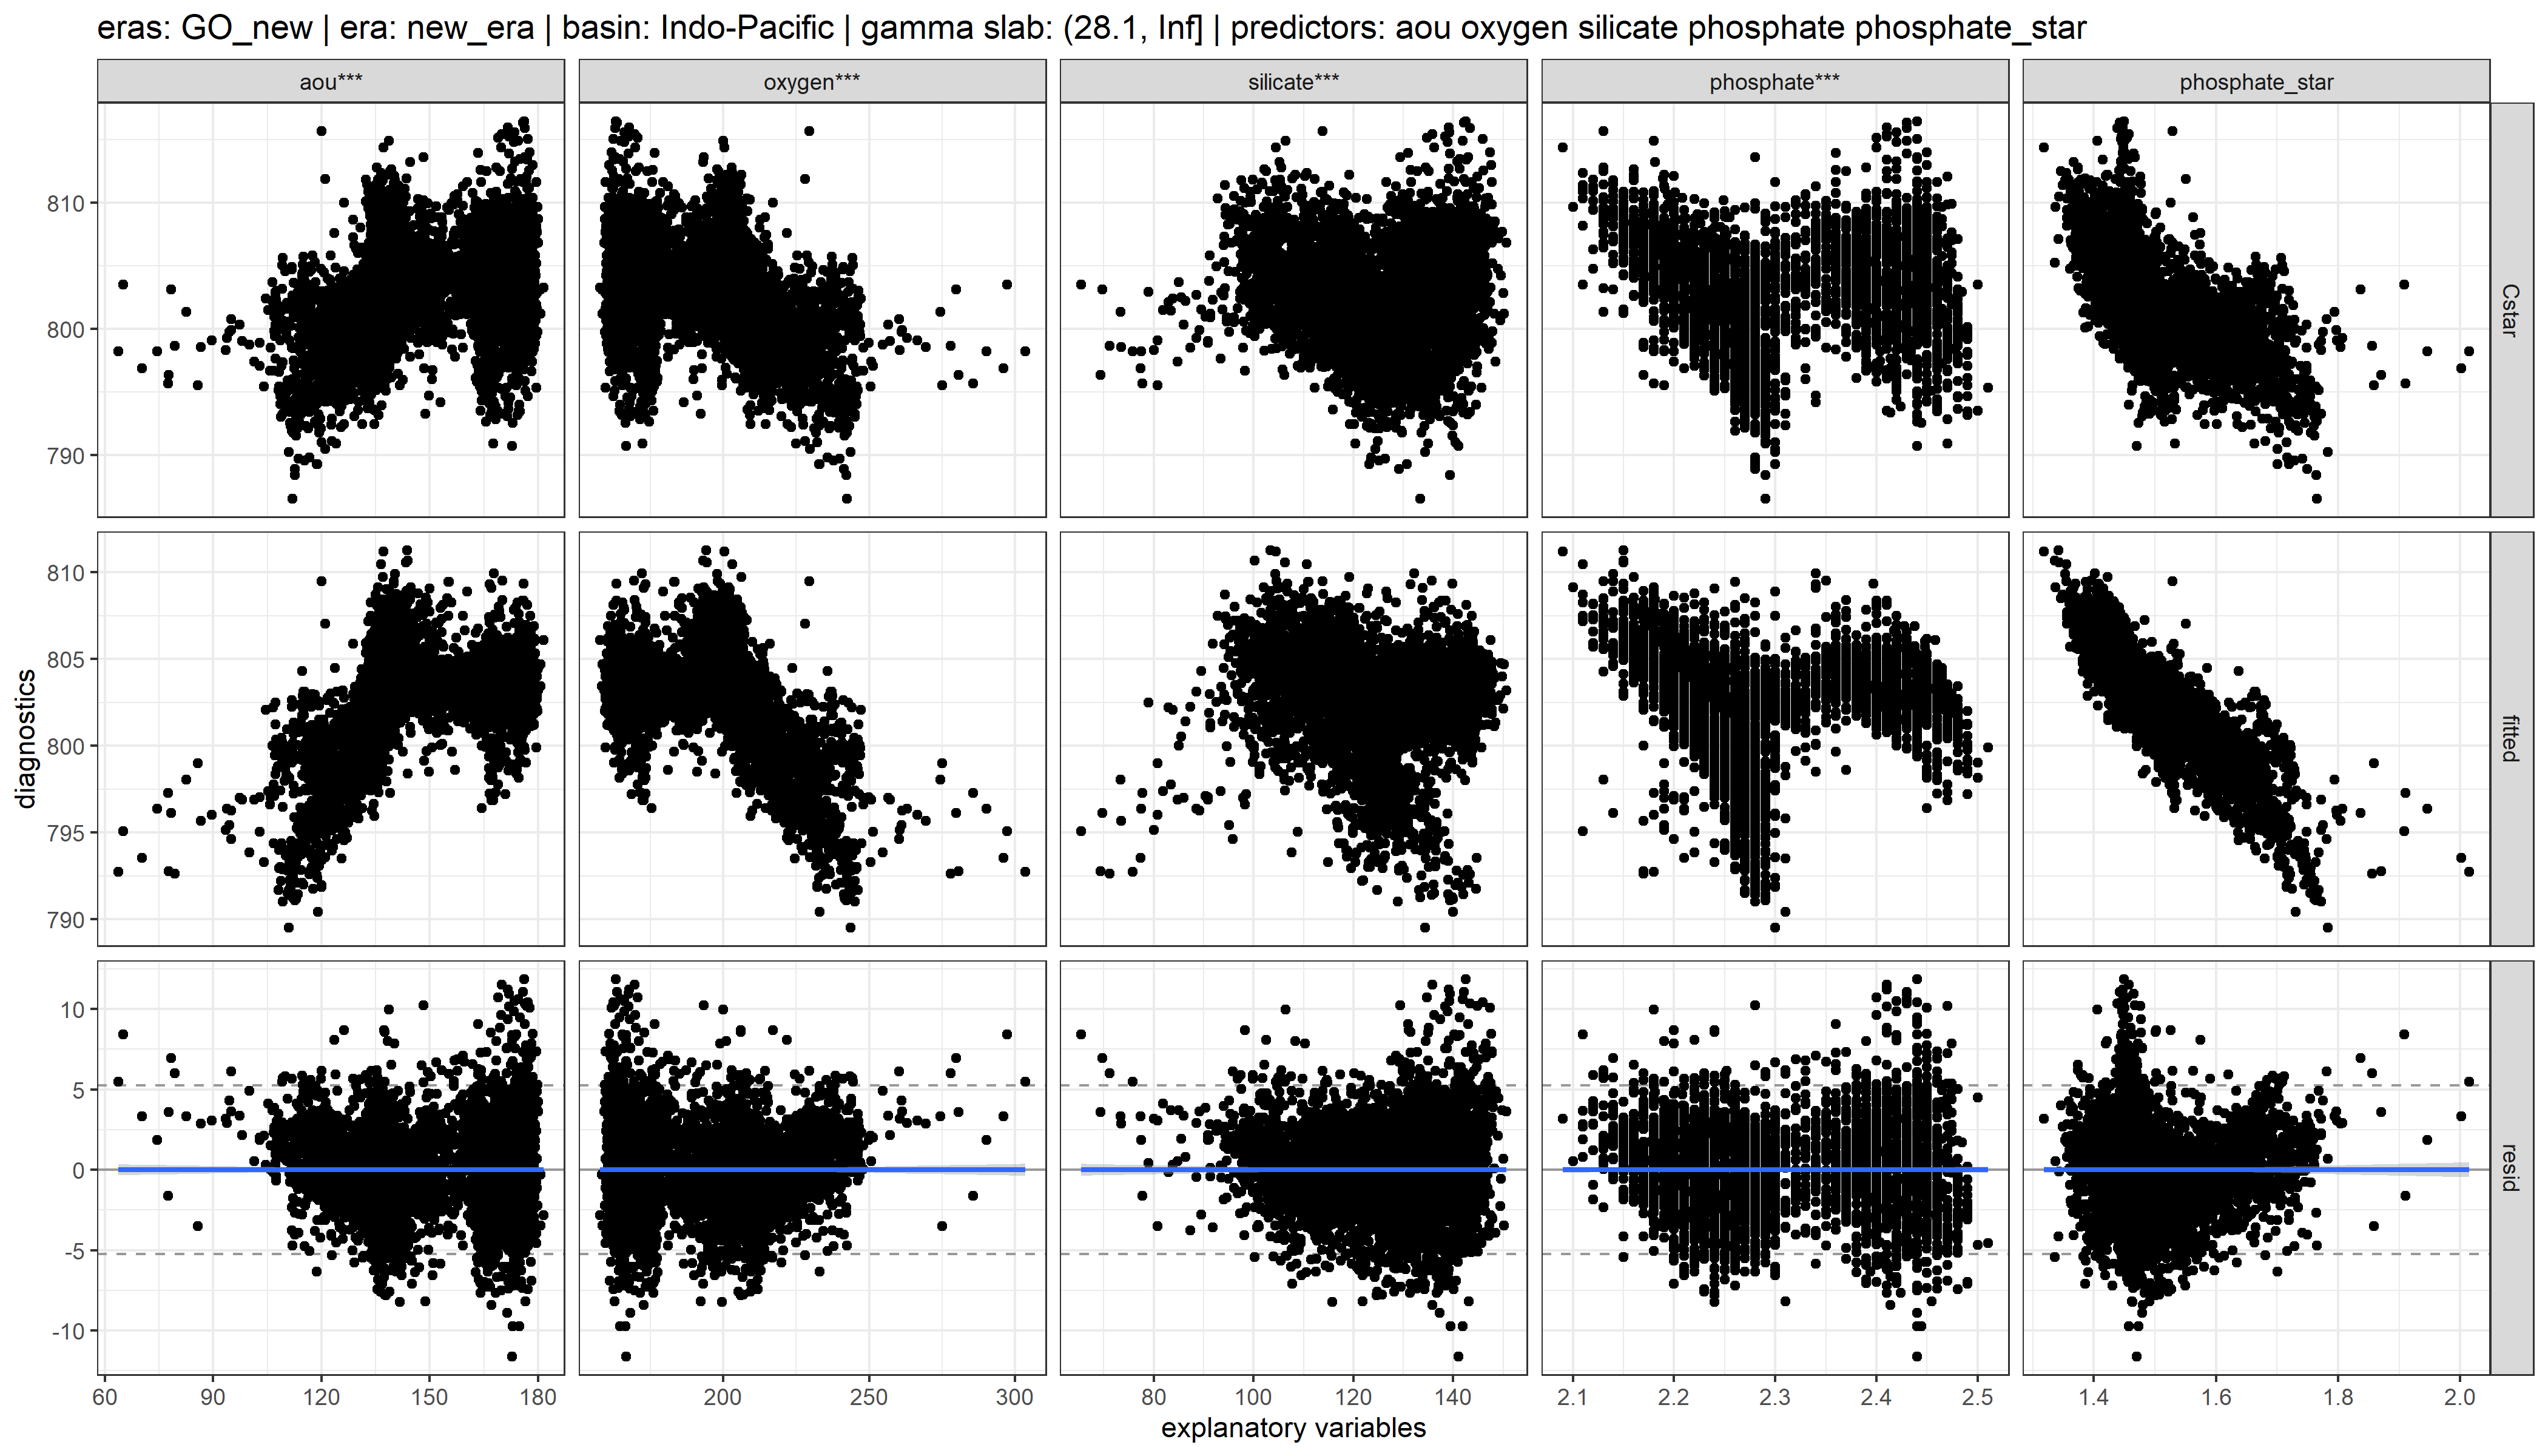 eras: GO_new | era: new_era | basin: Indo-Pacific | gamma slab: (28.1, Inf] | predictors: aou oxygen silicate phosphate phosphate_star
aou*** oxygen*** silicate*** phosphate*** phosphate_star
810
800
790
Cstar
810
805
800
795
790
fitted
diagnostics
10
5
0
-5
-10
resid
60 90 120 150 180 200 250 300 80 100 120 140 2.1 2.2 2.3 2.4 2.5 1.4 1.6 1.8 2.0
explanatory variables